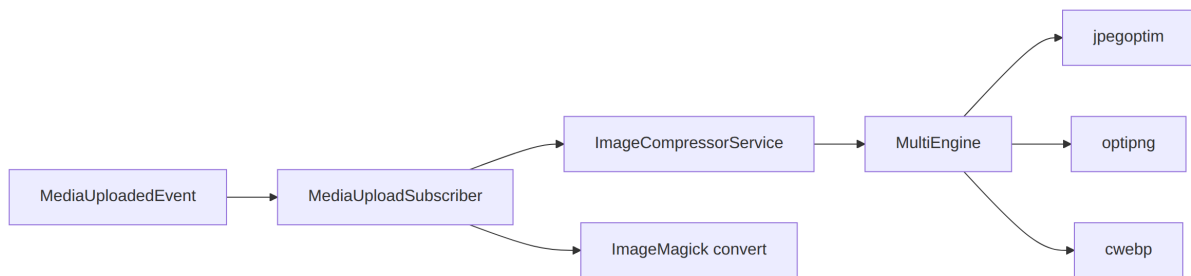 MediaUploadedEvent
MediaUploadSubscriber
ImageCompressorService
ImageMagick convert
MultiEngine
jpegoptim
optipng
cwebp